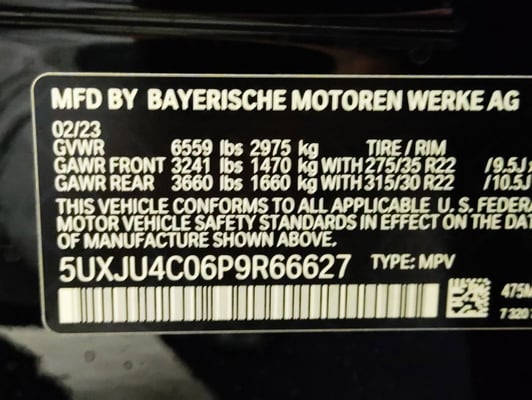 MFD BY BAYERISCHE MOTOREN WERKE AG
02/23
GVWR 6559 lbs 2975 kg TIRE / RIM
GAWR FRONT 3241 lbs 1470 kg WITH 275/35 R22 /9.5J
GAWR REAR 3660 lbs 1660 kg WITH 315/30 R22 /10.5J
THIS VEHICLE CONFORMS TO ALL APPLICABLE U.S. FEDERA
MOTOR VEHICLE SAFETY STANDARDS IN EFFECT ON THE DAT
OF MANUFACTURE SHOWN ABOVE.
5UXJU4C06P9R66627 TYPE: MPV
475M
7 320